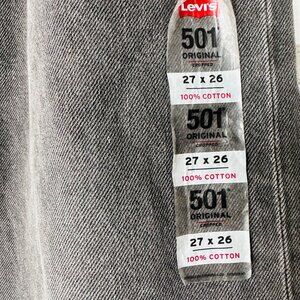 Levi's
501®
ORIGINAL
CROPPED
27 x 26
100% COTTON
501®
ORIGINAL
CROPPED
27 x 26
100% COTTON
501®
ORIGINAL
CROPPED
27 x 26
100% COTTON